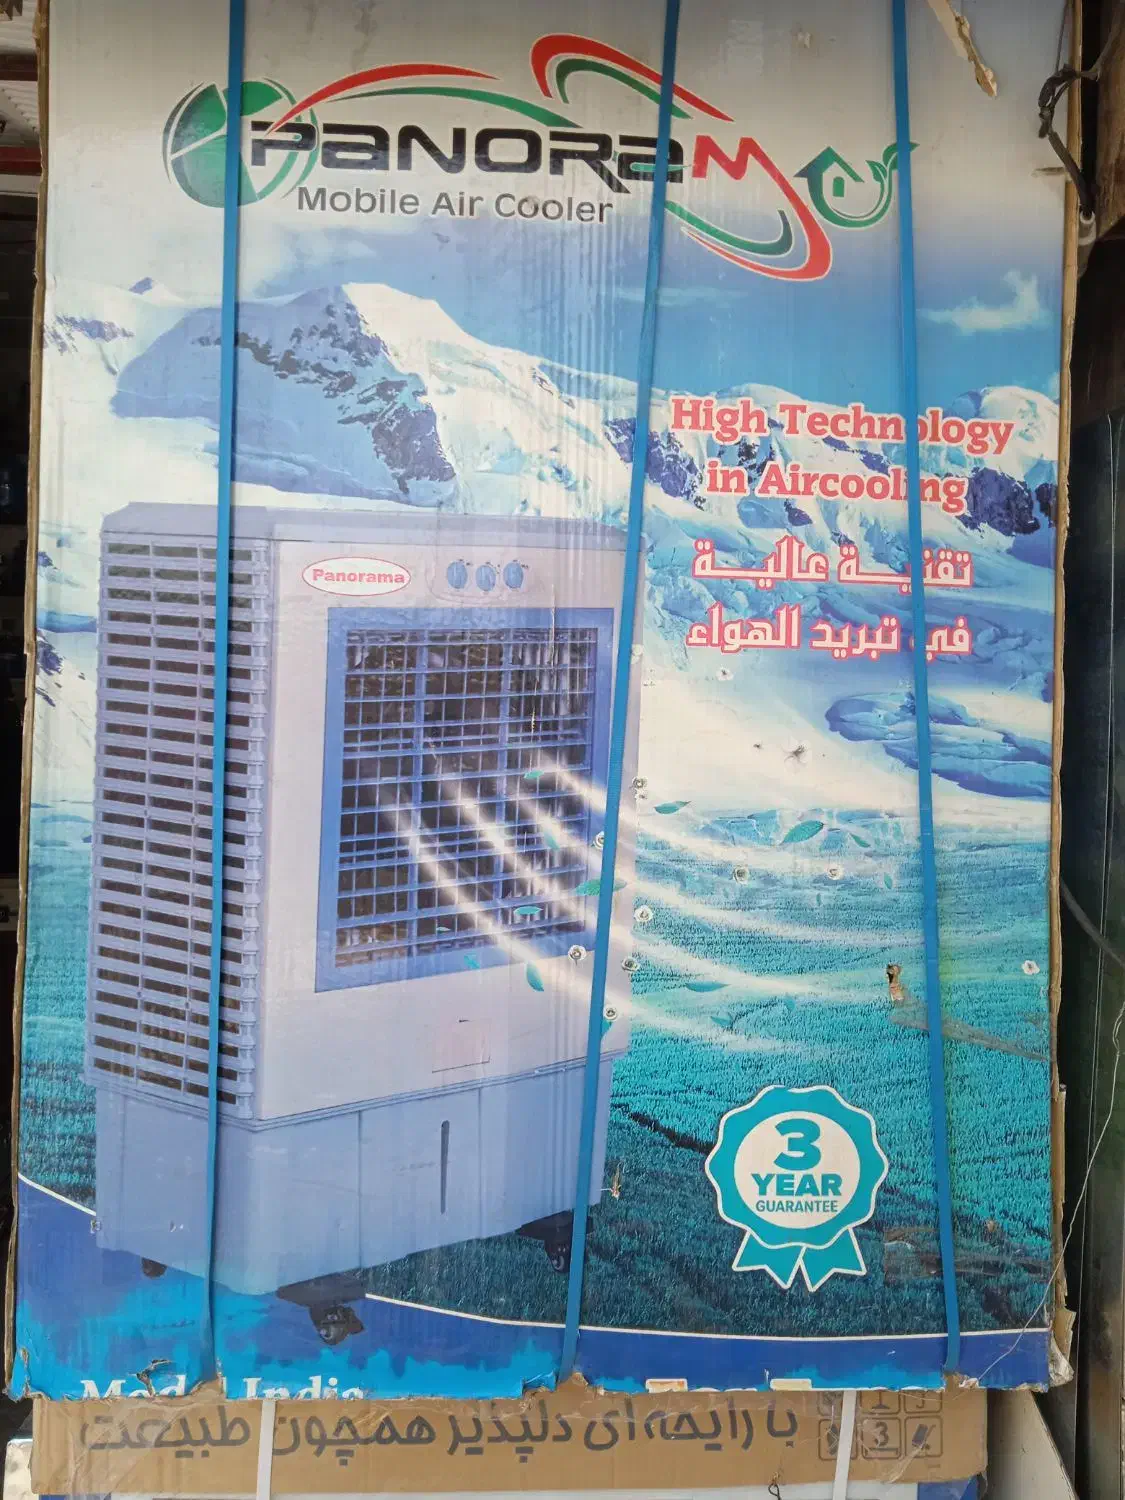 PANORAMA
Mobile Air Cooler
High Technology
in Aircooling
تقنية عالية
في تبريد الهواء
Panorama
3
YEAR
GUARANTEE
با رایحه‌ای دلپذیر همچون طبیعت